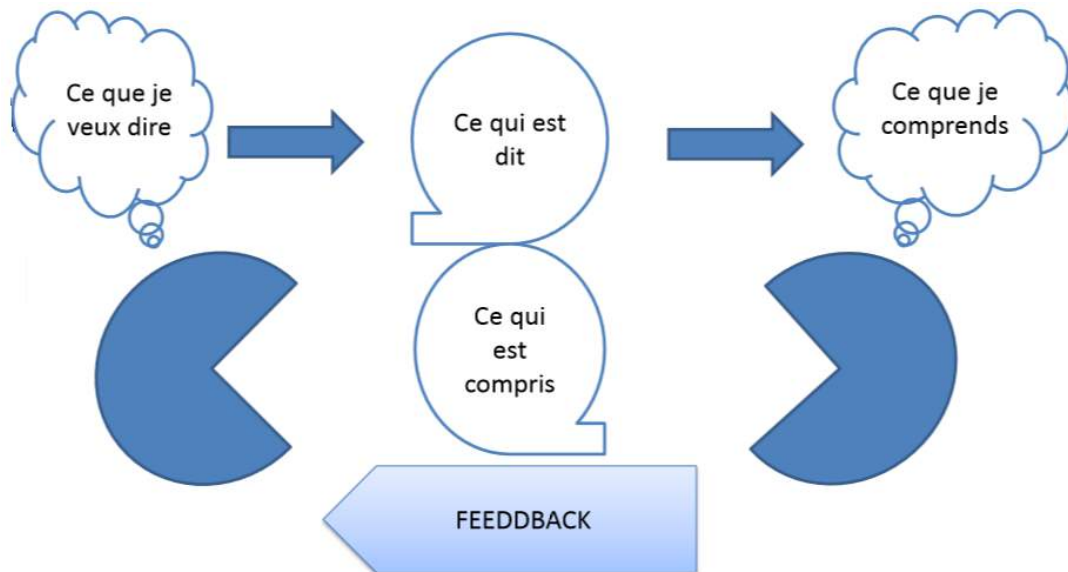 Ce que je
veux dire
Ce qui est
dit
Ce que je
comprends
Ce qui
est
compris
FEEDDBACK